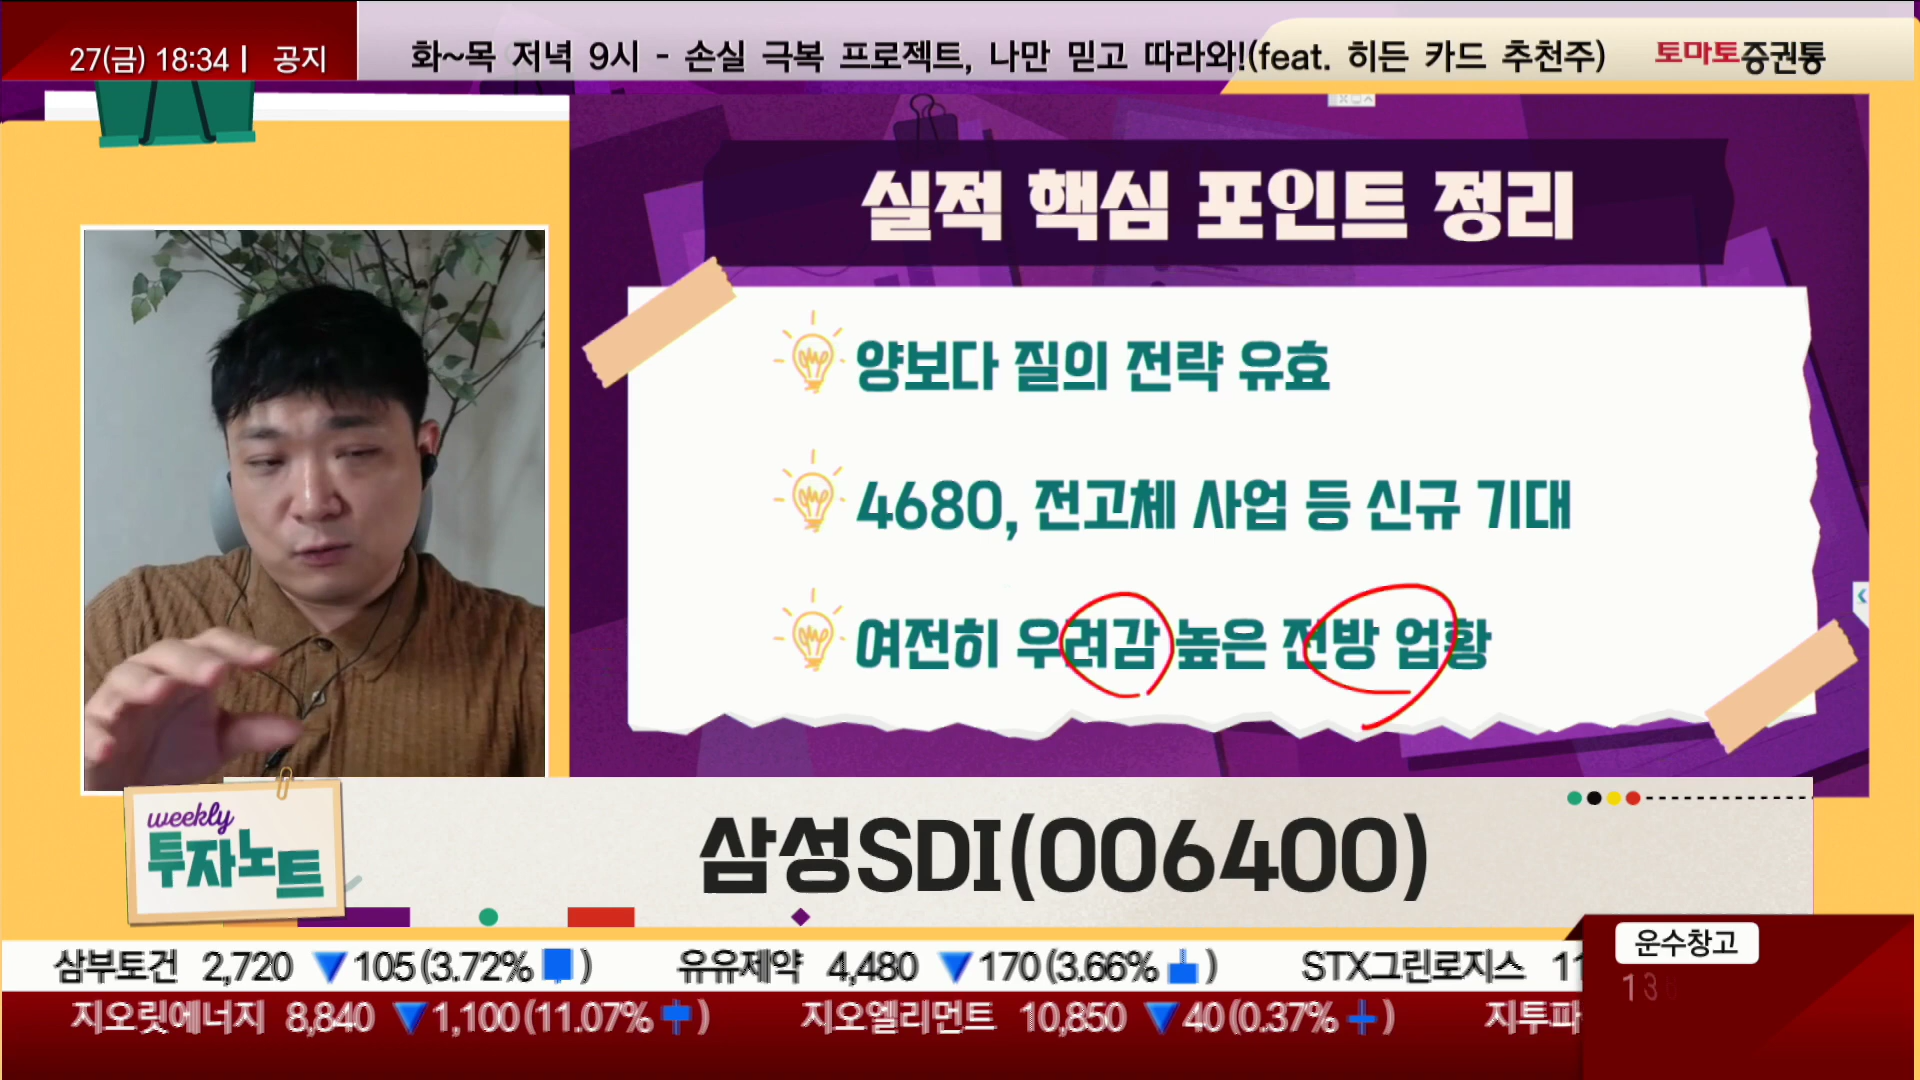 27(금) 18:34 | 공지
화~목 저녁 9시 - 손실 극복 프로젝트, 나만 믿고 따라와!(feat. 히든 카드 추천주)
토마토증권통
실적 핵심 포인트 정리
양보다 질의 전략 유효
4680, 전고체 사업 등 신규 기대
여전히 우려감 높은 전방 업황
weekly
투자노트
삼성SDI(006400)
삼부토건 2,720 ▼105(3.72%) 유유제약 4,480 ▼170(3.66%) STX그린로지스 11
운수창고
13
지오릿에너지 8,840 ▼1,100(11.07%) 지오엘리먼트 10,850 ▼40(0.37%) 지투파